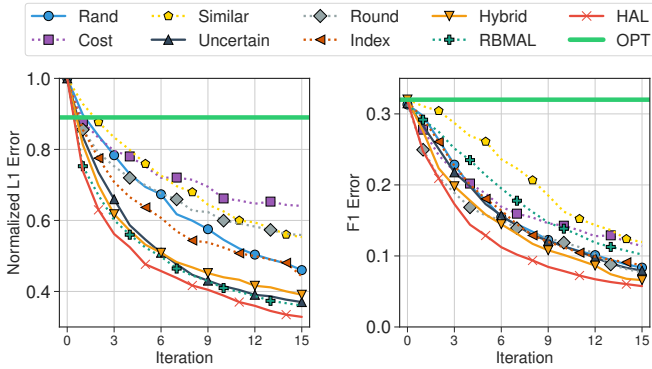 Rand Similar Round Hybrid HAL
Cost Uncertain Index RBMAL OPT
Normalized L1 Error
1.0
0.8
0.6
0.4
0 3 6 9 12 15
Iteration
F1 Error
0.3
0.2
0.1
0.0
0 3 6 9 12 15
Iteration